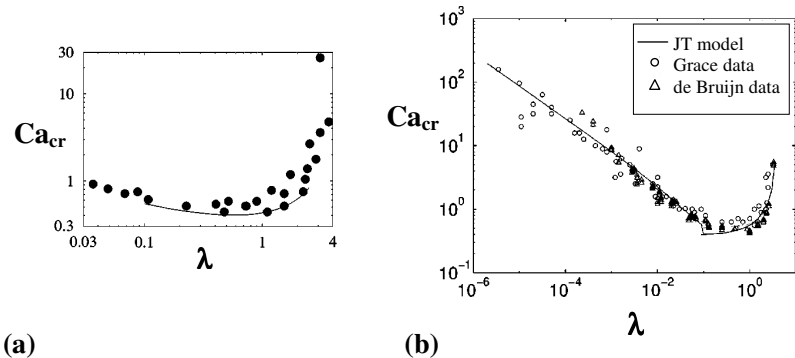 30
10
Ca_cr
1
0.3
0.03 0.1 1 4
λ
(a)
10^3
10^2
10^1
Ca_cr
10^0
10^-1
10^-6 10^-4 10^-2 10^0
λ
JT model
Grace data
de Bruijn data
(b)